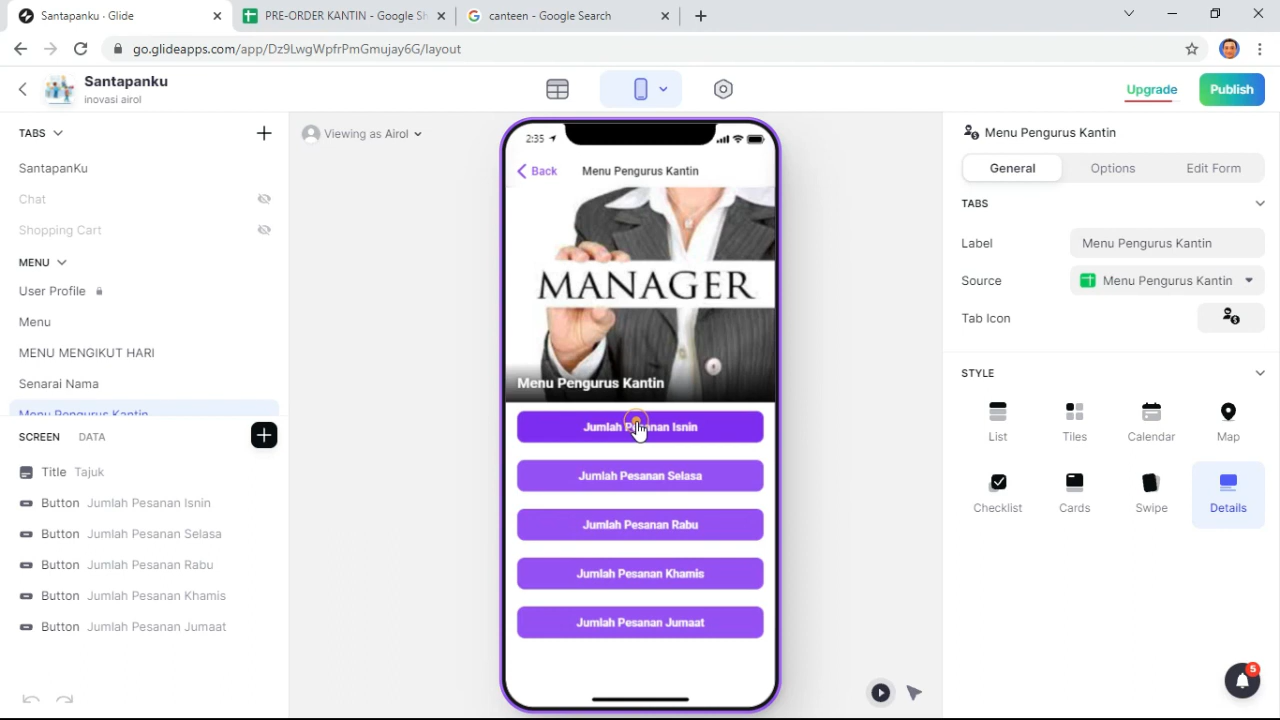 Santapanku · Glide
PRE-ORDER KANTIN - Google Sh
canteen - Google Search
go.glideapps.com/app/Dz9LwgWpfrPmGmujay6G/layout
Santapanku
inovasi airol
Upgrade
Publish
TABS
SantapanKu
Chat
Shopping Cart
MENU
User Profile
Menu
MENU MENGIKUT HARI
Senarai Nama
Menu Pengurus Kantin
SCREEN
DATA
Title Tajuk
Button Jumlah Pesanan Isnin
Button Jumlah Pesanan Selasa
Button Jumlah Pesanan Rabu
Button Jumlah Pesanan Khamis
Button Jumlah Pesanan Jumaat
Viewing as Airol
2:35
Back
Menu Pengurus Kantin
MANAGER
Menu Pengurus Kantin
Jumlah Pesanan Isnin
Jumlah Pesanan Selasa
Jumlah Pesanan Rabu
Jumlah Pesanan Khamis
Jumlah Pesanan Jumaat
Menu Pengurus Kantin
General
Options
Edit Form
TABS
Label
Menu Pengurus Kantin
Source
Menu Pengurus Kantin
Tab Icon
STYLE
List
Tiles
Calendar
Map
Checklist
Cards
Swipe
Details
5